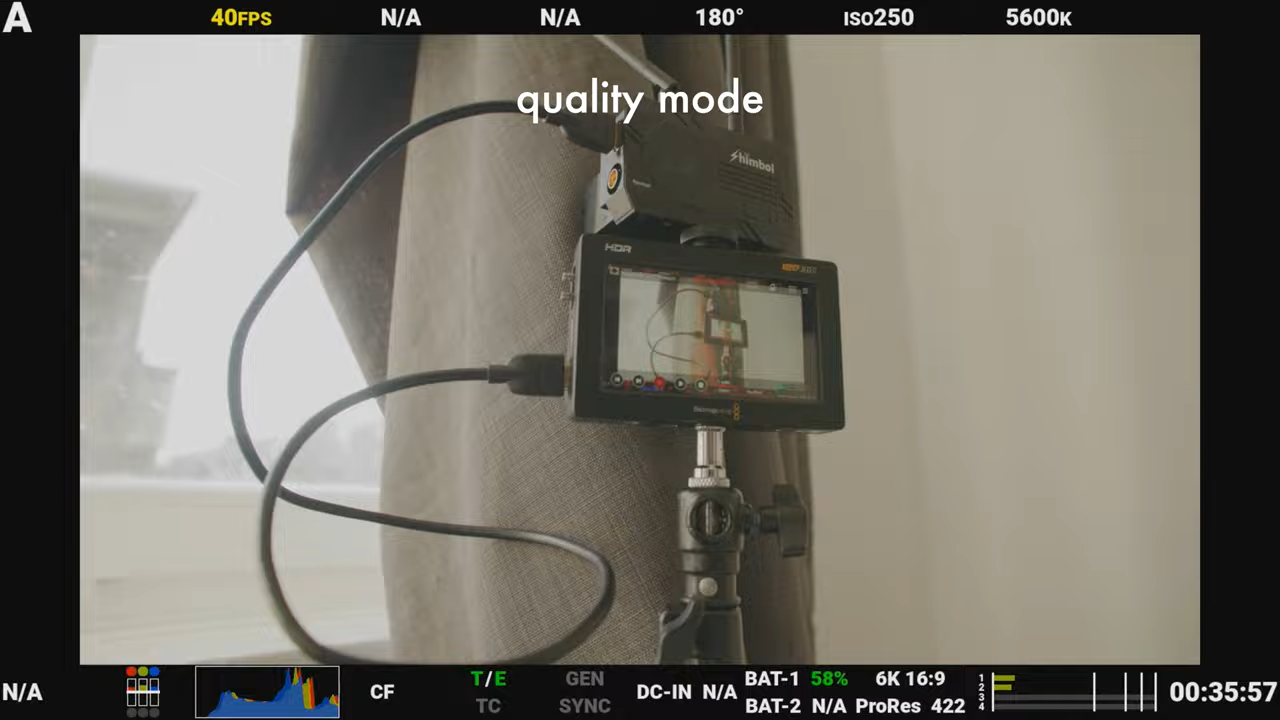 A 40FPS N/A N/A 180° ISO250 5600K
quality mode
Shimbol
HDR
N/A
CF
T/E
TC
GEN
SYNC
DC-IN N/A
BAT-1 58% 6K 16:9
BAT-2 N/A ProRes 422
1
2
3
4
00:35:57